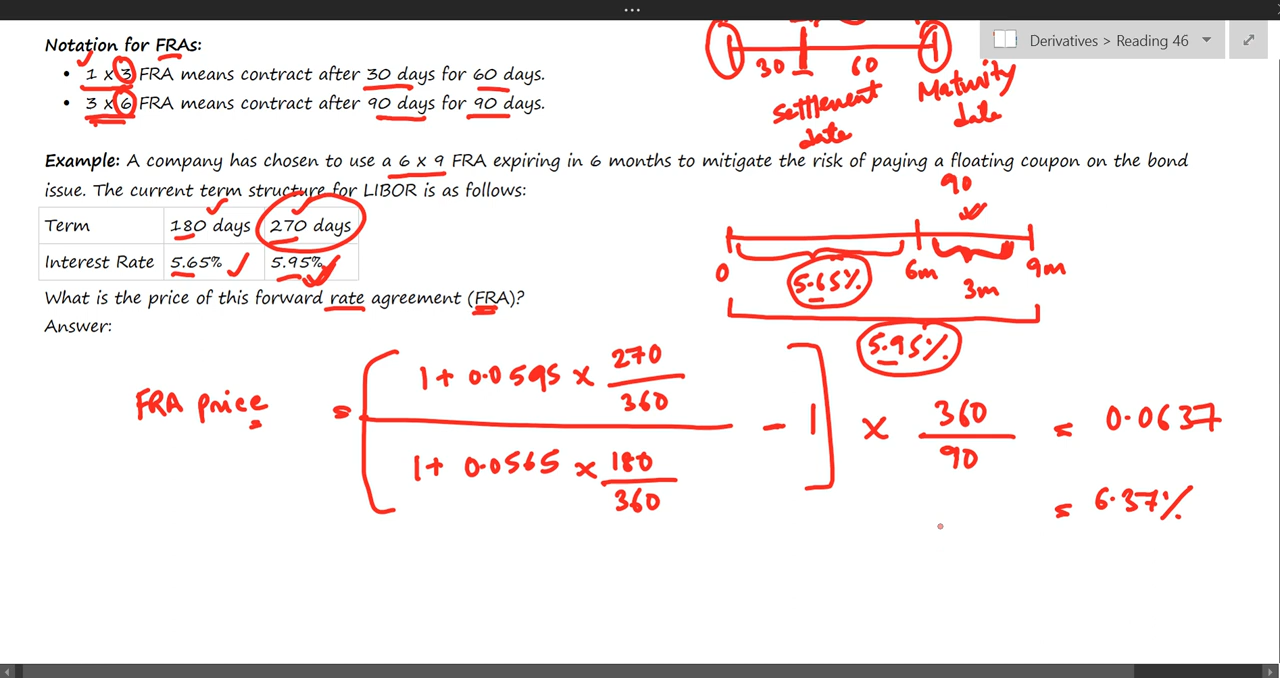 Derivatives > Reading 46
Notation for FRAs:
• 1 x 3 FRA means contract after 30 days for 60 days.
• 3 x 6 FRA means contract after 90 days for 90 days.
30 60
Settlement date
Maturity date
Example: A company has chosen to use a 6 x 9 FRA expiring in 6 months to mitigate the risk of paying a floating coupon on the bond
issue. The current term structure for LIBOR is as follows:
Term 180 days 270 days
Interest Rate 5.65% 5.95%
90
0 5.65% 6m 3m 9m
5.95%
What is the price of this forward rate agreement (FRA)?
Answer:
FRA price = [ (1 + 0.0595 x 270/360) / (1 + 0.0565 x 180/360) - 1 ] x 360/90 = 0.0637
= 6.37%